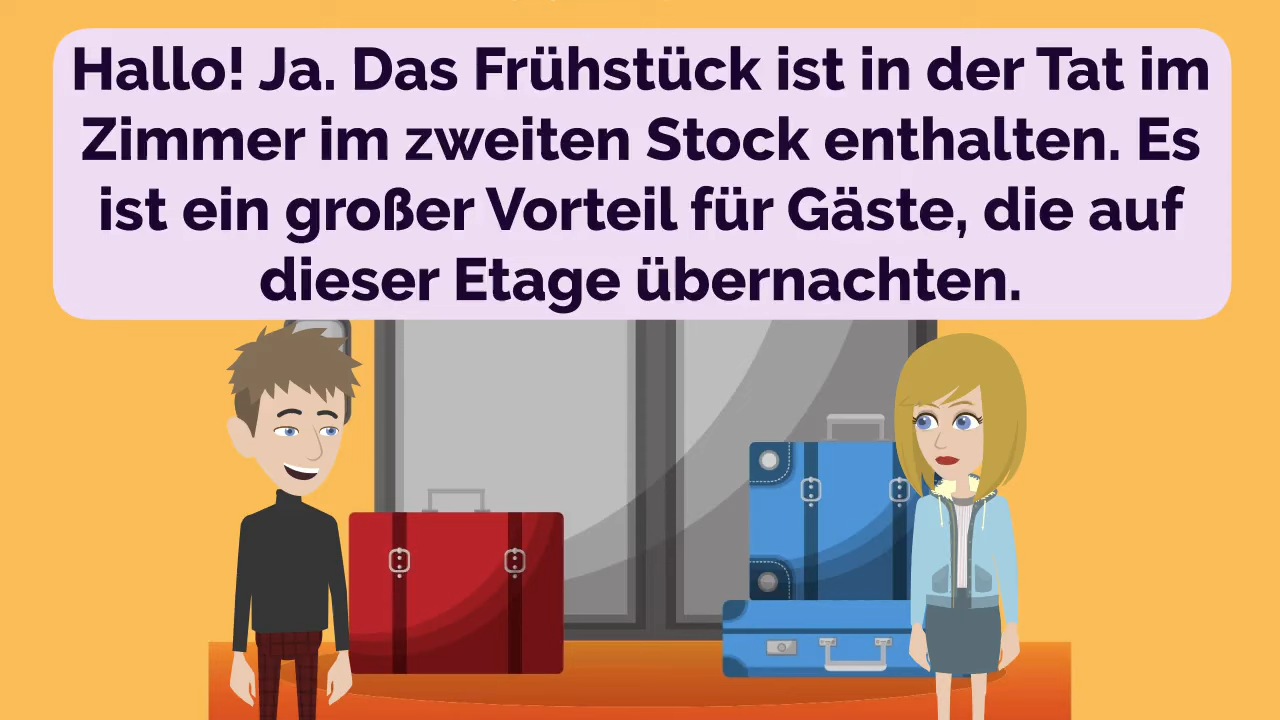 Hallo! Ja. Das Frühstück ist in der Tat im
Zimmer im zweiten Stock enthalten. Es
ist ein großer Vorteil für Gäste, die auf
dieser Etage übernachten.